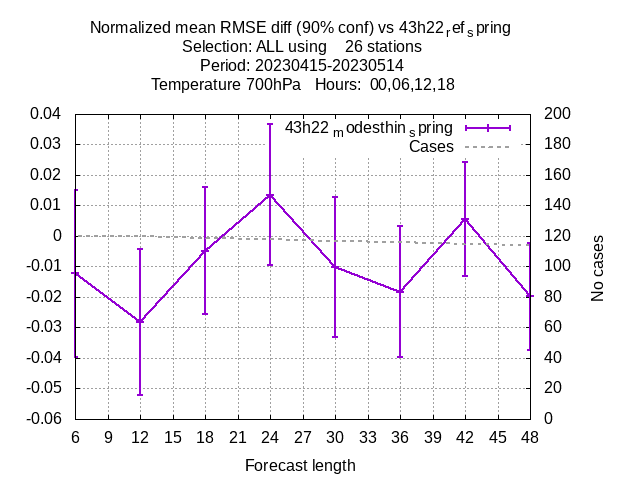 Normalized mean RMSE diff (90% conf) vs 43h22refspring
Selection: ALL using 26 stations
Period: 20230415-20230514
Temperature 700hPa Hours: 00,06,12,18
43h22modesthinspring
Cases
0.04
0.03
0.02
0.01
0
-0.01
-0.02
-0.03
-0.04
-0.05
-0.06
200
180
160
140
120
100
80
60
40
20
0
No cases
6 9 12 15 18 21 24 27 30 33 36 39 42 45 48
Forecast length